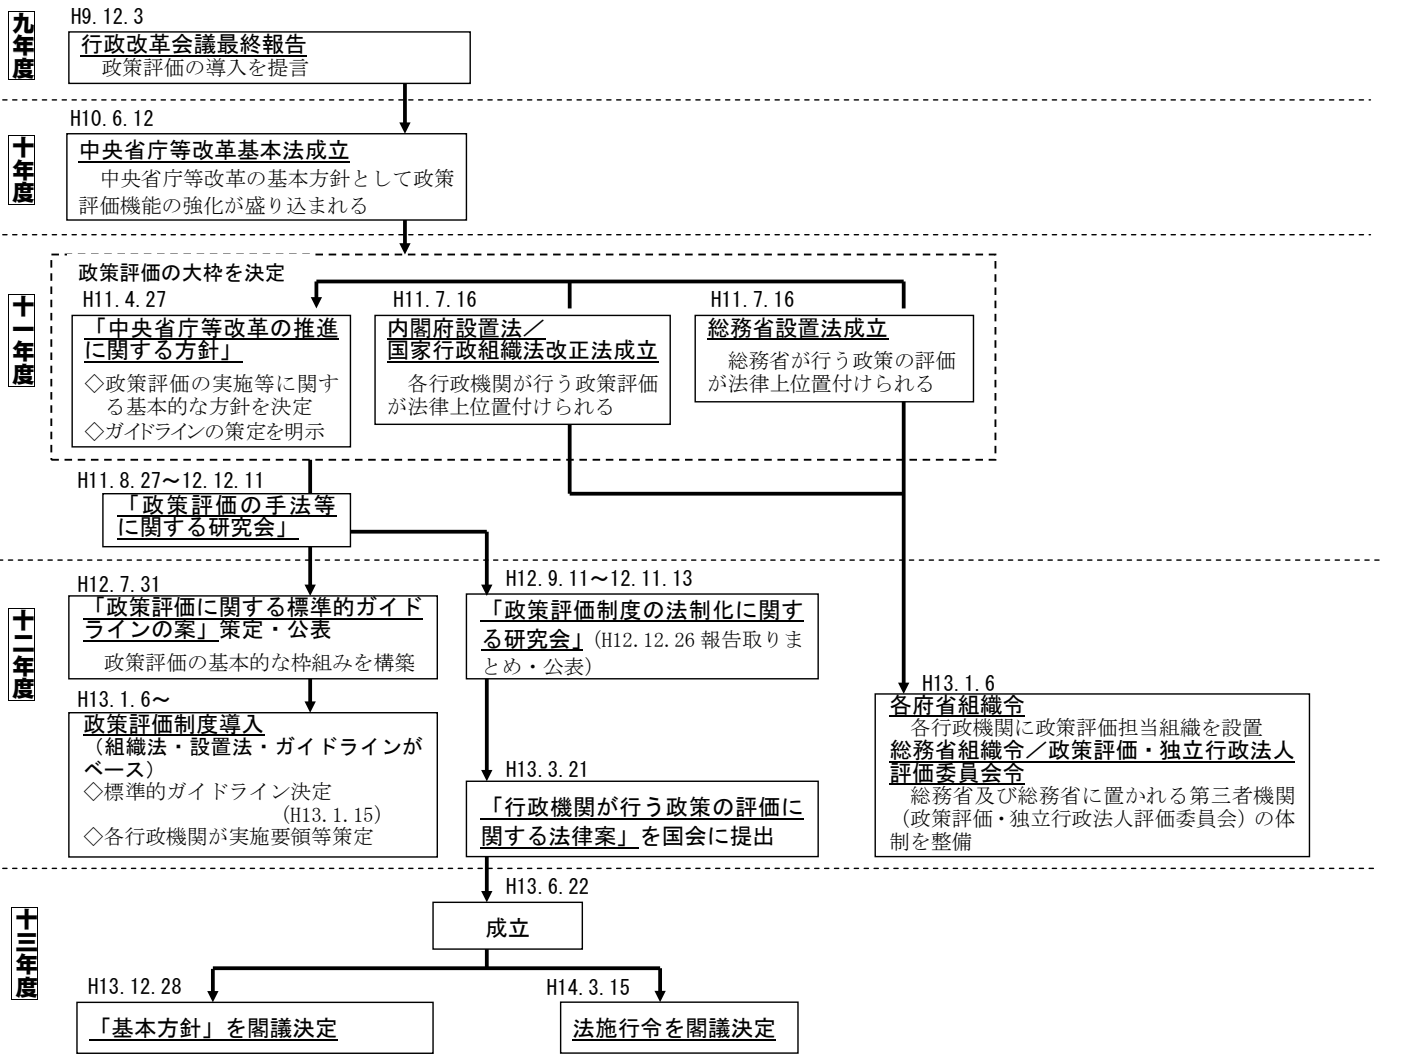 九年度
H9.12.3
行政改革会議最終報告
政策評価の導入を提言
十年度
H10.6.12
中央省庁等改革基本法成立
中央省庁等改革の基本方針として政策
評価機能の強化が盛り込まれる
十一年度
政策評価の大枠を決定
H11.4.27
「中央省庁等改革の推進
に関する方針」
◇政策評価の実施等に関す
る基本的な方針を決定
◇ガイドラインの策定を明示
H11.7.16
内閣府設置法／
国家行政組織法改正法成立
各行政機関が行う政策評価
が法律上位置付けられる
H11.7.16
総務省設置法成立
総務省が行う政策の評価
が法律上位置付けられる
H11.8.27～12.12.11
「政策評価の手法等
に関する研究会」
十二年度
H12.7.31
「政策評価に関する標準的ガイド
ラインの案」策定・公表
政策評価の基本的な枠組みを構築
H13.1.6～
政策評価制度導入
（組織法・設置法・ガイドラインが
ベース）
◇標準的ガイドライン決定
(H13.1.15)
◇各行政機関が実施要領等策定
H12.9.11～12.11.13
「政策評価制度の法制化に関す
る研究会」(H12.12.26 報告取りま
とめ・公表)
H13.3.21
「行政機関が行う政策の評価に
関する法律案」を国会に提出
H13.1.6
各府省組織令
各行政機関に政策評価担当組織を設置
総務省組織令／政策評価・独立行政法人
評価委員会令
総務省及び総務省に置かれる第三者機関
（政策評価・独立行政法人評価委員会）の体
制を整備
十三年度
H13.6.22
成立
H13.12.28
「基本方針」を閣議決定
H14.3.15
法施行令を閣議決定